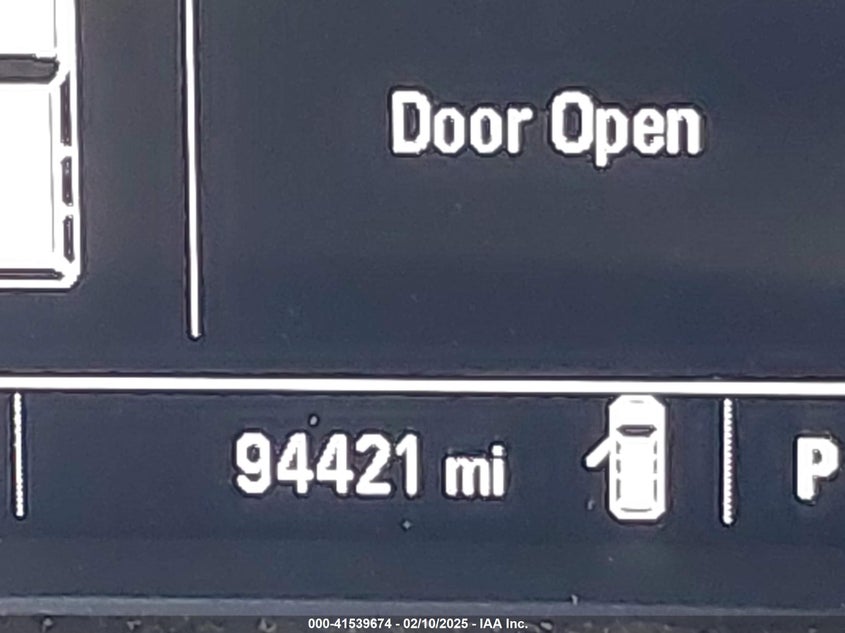 Door Open
94421 mi
P
000-41539674 - 02/10/2025 - IAA Inc.